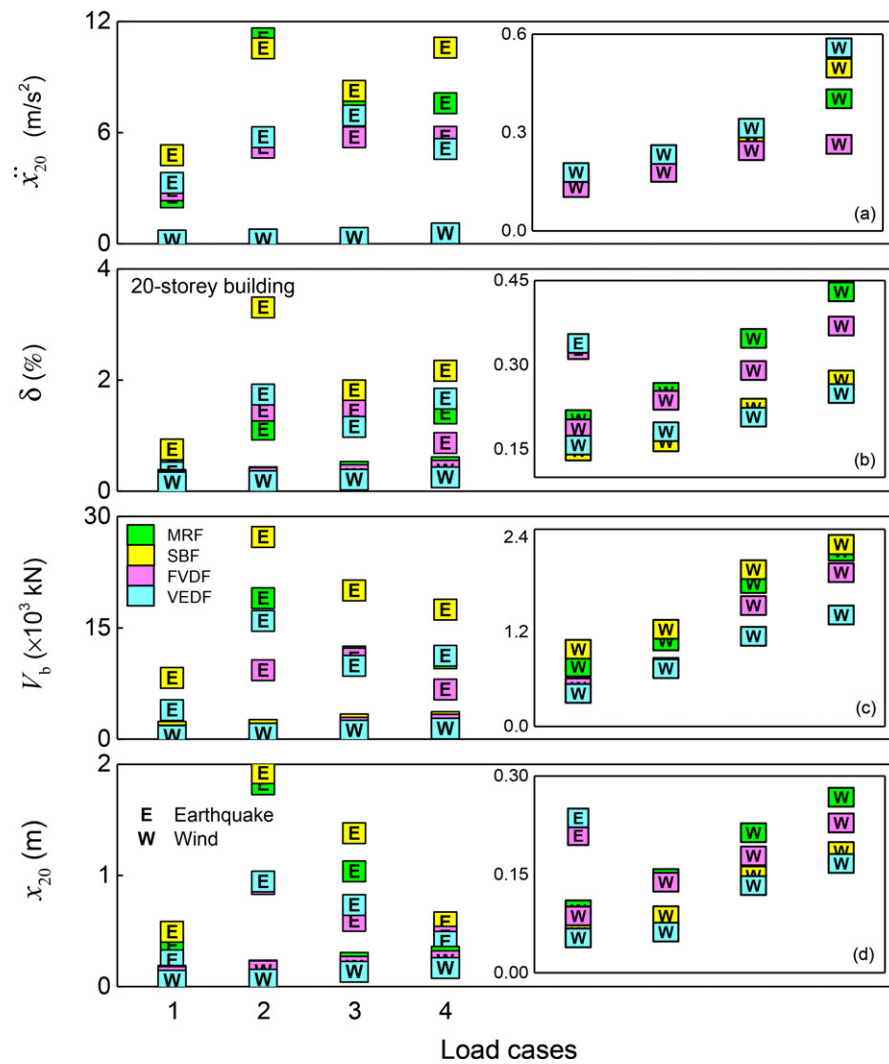 12
6
0
ẍ20 (m/s²)
E E E E E E E E E E E E E E
W W W W
0.6
0.3
0.0
W W W W W W W W W W W W
(a)
4
2
0
δ (%)
20-storey building
E E E E E E E E E E E E E
W W W W
0.45
0.30
0.15
E W W W W W W W W W W W W W W
(b)
30
15
0
Vb (×10³ kN)
MRF
SBF
FVDF
VEDF
E E E E E E E E E E E
W W W W
2.4
1.2
0.0
W W W W W W W W W W W W W
(c)
2
1
0
x20 (m)
E Earthquake
W Wind
E E E E E E E E E E E
W W W W
0.30
0.15
0.00
E E W W W W W W W W W W W W W
(d)
1 2 3 4
Load cases